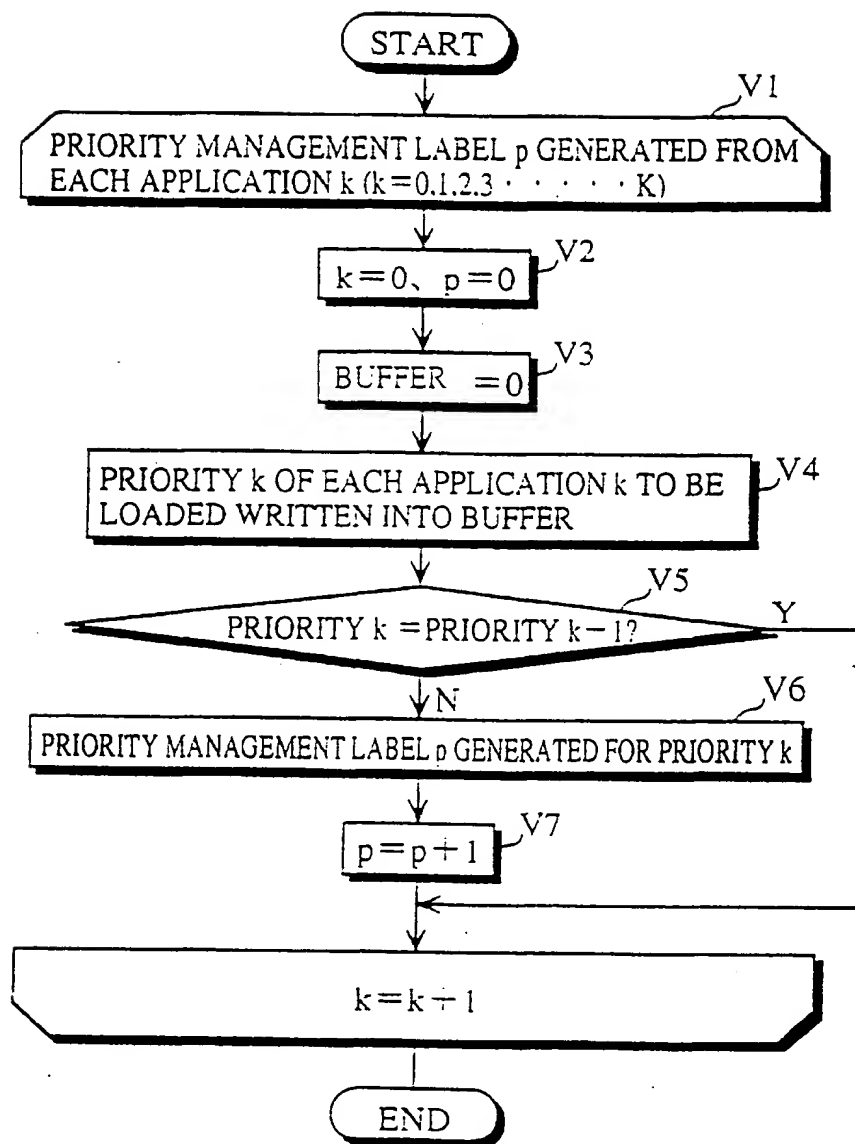 START
V1
PRIORITY MANAGEMENT LABEL p GENERATED FROM
EACH APPLICATION k (k=0.1.2.3 · · · · · K)
V2
k=0、p=0
V3
BUFFER =0
V4
PRIORITY k OF EACH APPLICATION k TO BE
LOADED WRITTEN INTO BUFFER
V5
PRIORITY k =PRIORITY k-1?
Y
N
V6
PRIORITY MANAGEMENT LABEL p GENERATED FOR PRIORITY k
V7
p=p+1
k=k+1
END